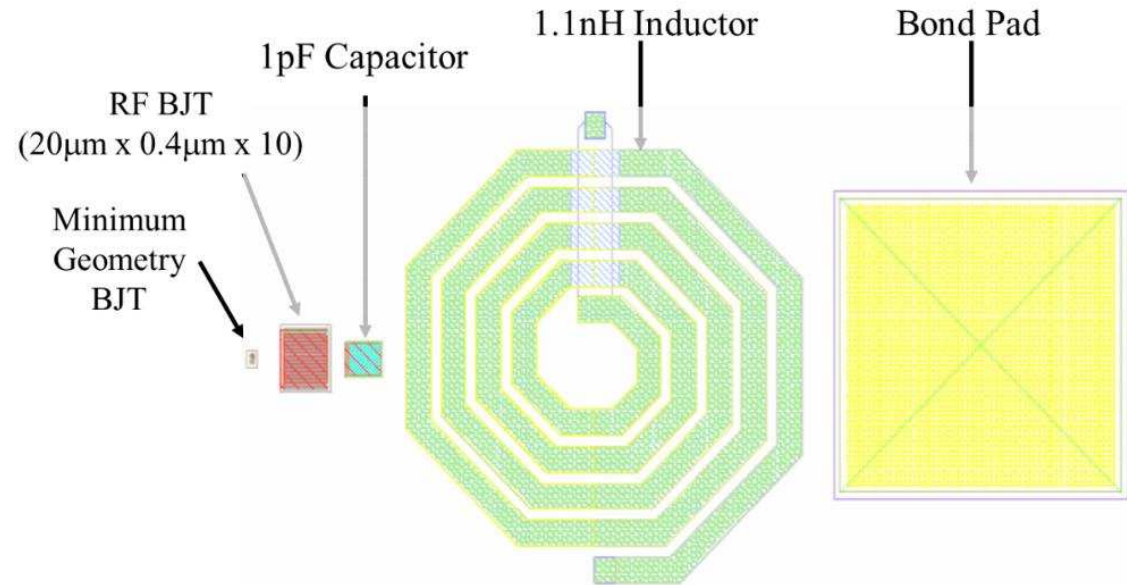 1.1nH Inductor
Bond Pad
1pF Capacitor
RF BJT
(20μm x 0.4μm x 10)
Minimum
Geometry
BJT